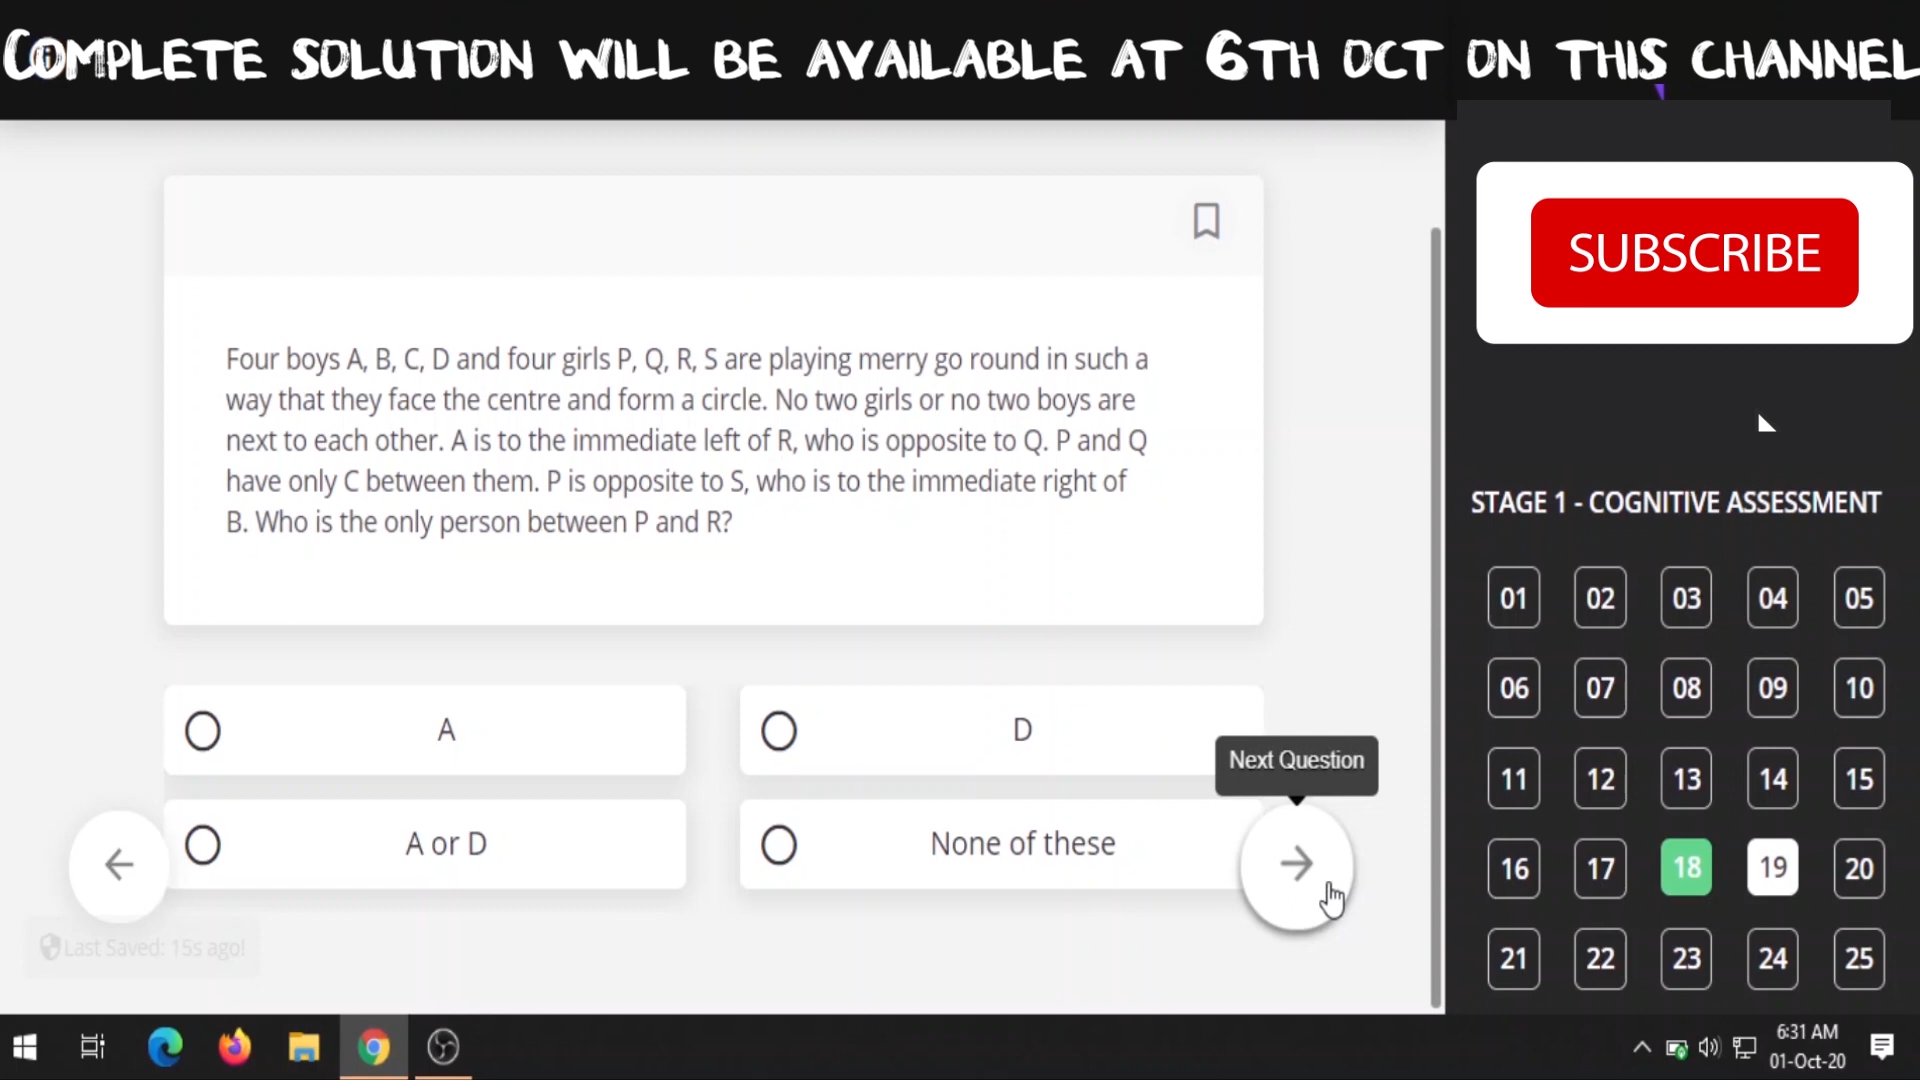 COMPLETE SOLUTION WILL BE AVAILABLE AT 6TH OCT ON THIS CHANNEL
SUBSCRIBE
Four boys A, B, C, D and four girls P, Q, R, S are playing merry go round in such a
way that they face the centre and form a circle. No two girls or no two boys are
next to each other. A is to the immediate left of R, who is opposite to Q. P and Q
have only C between them. P is opposite to S, who is to the immediate right of
B. Who is the only person between P and R?
A
D
A or D
None of these
Next Question
Last Saved: 15s ago!
STAGE 1 - COGNITIVE ASSESSMENT
01 02 03 04 05
06 07 08 09 10
11 12 13 14 15
16 17 18 19 20
21 22 23 24 25
6:31 AM
01-Oct-20